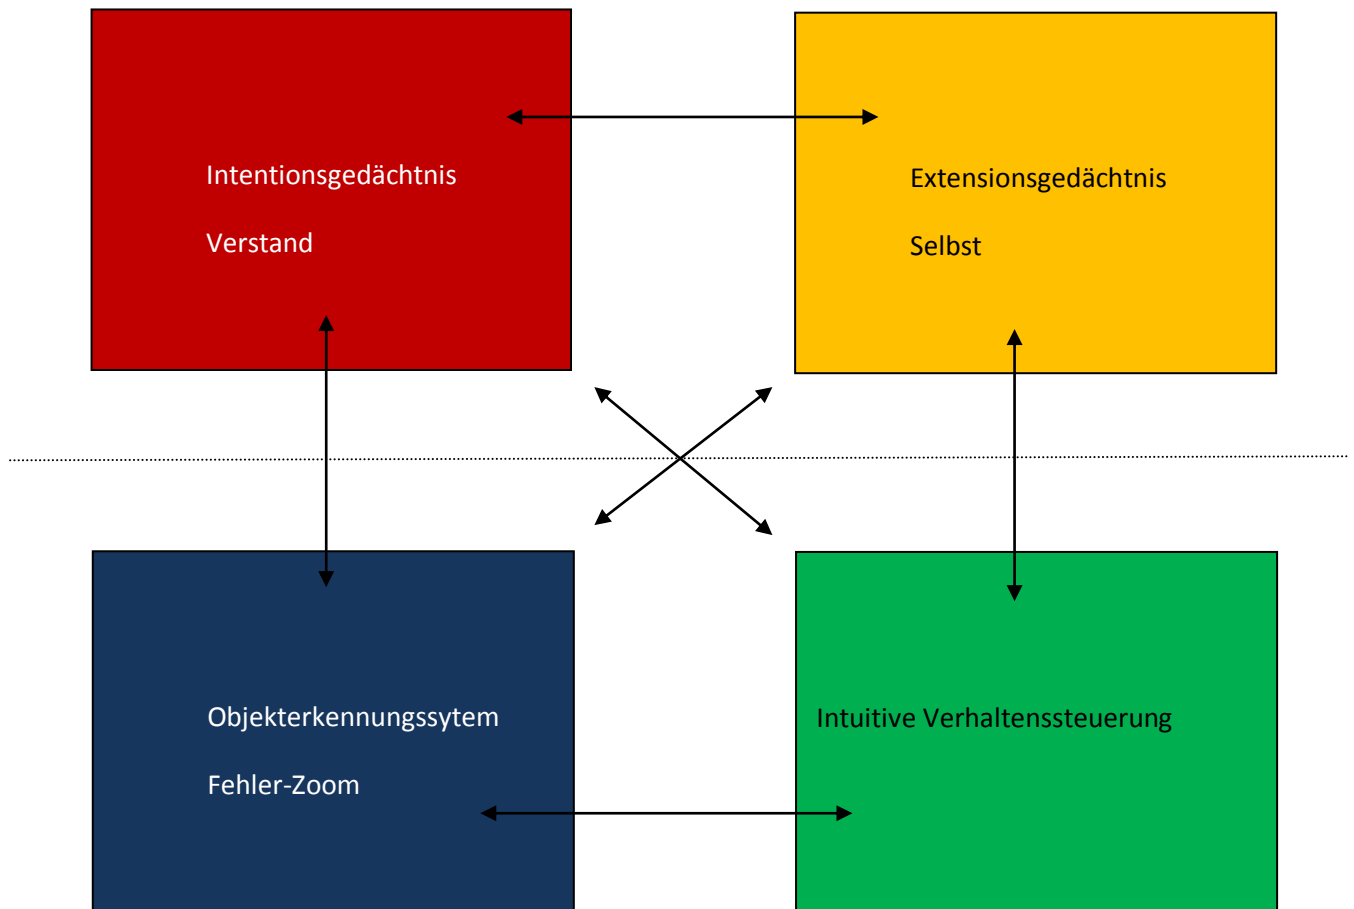 Intentionsgedächtnis
Verstand
Extensionsgedächtnis
Selbst
Objekterkennungssytem
Fehler-Zoom
Intuitive Verhaltenssteuerung